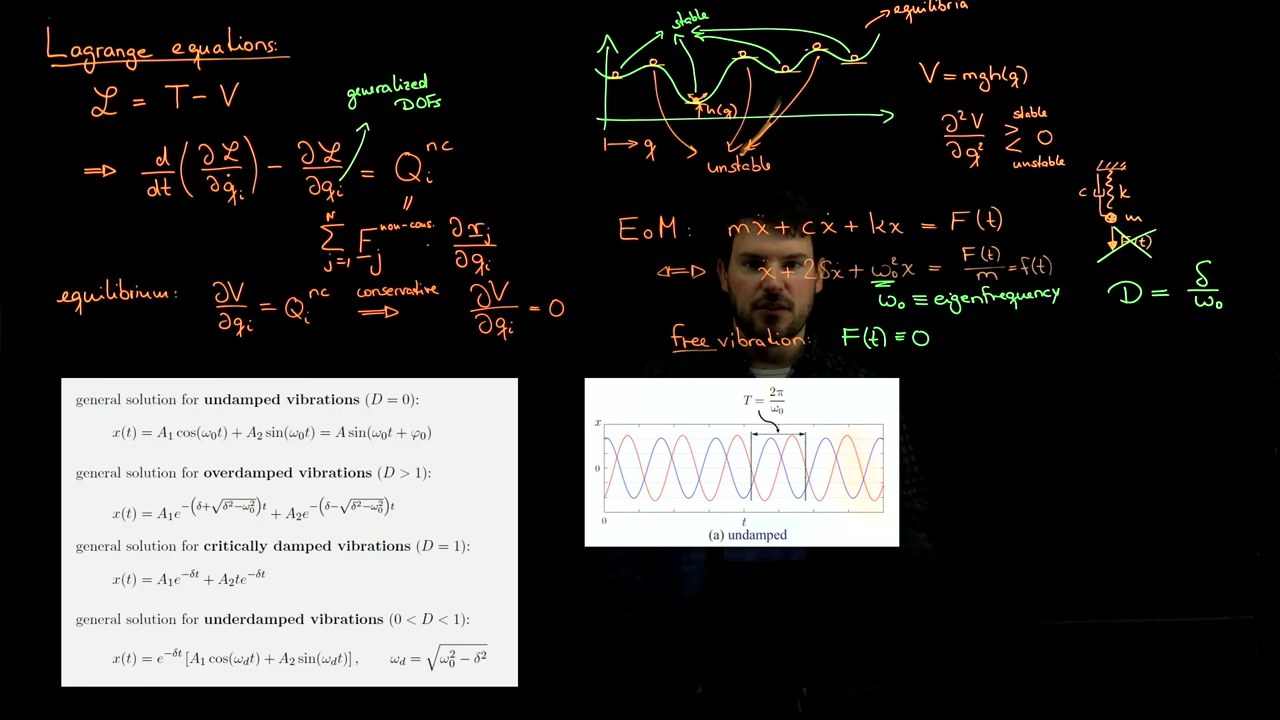 Lagrange equations:
ℒ = T − V
generalized
DOFs
⇒ d/dt (∂ℒ/∂q̇ᵢ) − ∂ℒ/∂qᵢ = Qᵢⁿᶜ
"
∑ⱼ₌₁ᴺ Fⱼ^non-cons. · ∂rⱼ/∂qᵢ
equilibrium: ∂V/∂qᵢ = Qᵢⁿᶜ conservative ⇒ ∂V/∂qᵢ = 0
stable
equilibria
h(q)
q
unstable
V = mgh(q)
∂²V/∂q² ≷ 0
stable
unstable
c k
m
F(t)
EoM: mẍ + cẋ + kx = F(t)
⇔ ẍ + 2δẋ + ω₀²x = F(t)/m = f(t)
ω₀ ≡ eigenfrequency
D = δ/ω₀
free vibration: F(t) ≡ 0
general solution for undamped vibrations (D = 0):
x(t) = A₁ cos(ω₀t) + A₂ sin(ω₀t) = A sin(ω₀t + φ₀)
general solution for overdamped vibrations (D > 1):
x(t) = A₁e^−(δ+√(δ²−ω₀²))t + A₂e^−(δ−√(δ²−ω₀²))t
general solution for critically damped vibrations (D = 1):
x(t) = A₁e^−δt + A₂te^−δt
general solution for underdamped vibrations (0 < D < 1):
x(t) = e^−δt [A₁ cos(ω_d t) + A₂ sin(ω_d t)], ω_d = √(ω₀² − δ²)
T = 2π/ω₀
x
0
0
t
(a) undamped